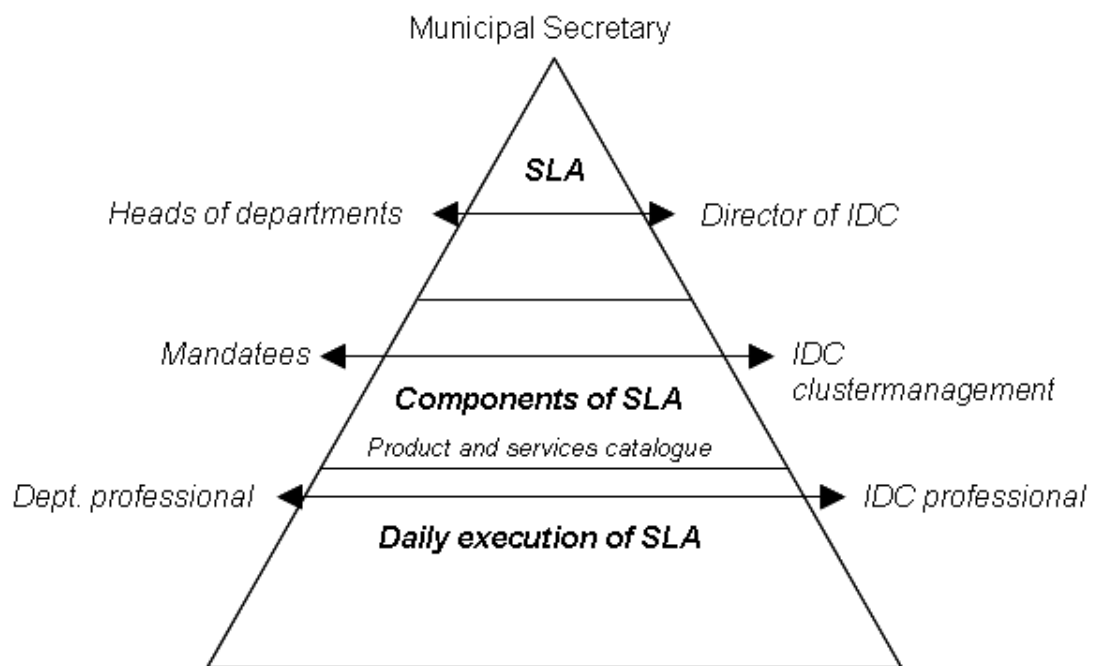 Municipal Secretary
SLA
Heads of departments
Director of IDC
Mandatees
IDC
clustermanagement
Components of SLA
Product and services catalogue
Dept. professional
IDC professional
Daily execution of SLA